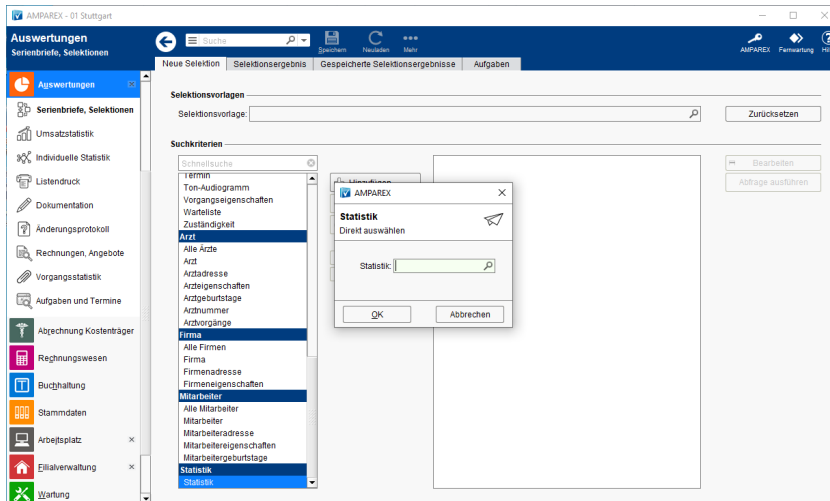 AMPAREX - 01 Stuttgart
Auswertungen
Serienbriefe, Selektionen
Suche
Speichern
Neuladen
Mehr
AMPAREX
Fernwartung
Neue Selektion
Selektionsergebnis
Gespeicherte Selektionsergebnisse
Aufgaben
Auswertungen
Serienbriefe, Selektionen
Umsatzstatistik
Individuelle Statistik
Listendruck
Dokumentation
Änderungsprotokoll
Rechnungen, Angebote
Vorgangsstatistik
Aufgaben und Termine
Abrechnung Kostenträger
Rechnungswesen
Buchhaltung
Stammdaten
Arbeitsplatz
Filialverwaltung
Wartung
Selektionsvorlagen
Selektionsvorlage:
Zurücksetzen
Suchkriterien
Schnellsuche
Termin
Ton-Audiogramm
Vorgangseigenschaften
Warteliste
Zuständigkeit
Arzt
Alle Ärzte
Arzt
Arztadresse
Arzteigenschaften
Arztgeburtstage
Arztnummer
Arztvorgänge
Firma
Alle Firmen
Firma
Firmenadresse
Firmeneigenschaften
Mitarbeiter
Alle Mitarbeiter
Mitarbeiter
Mitarbeiteradresse
Mitarbeitereigenschaften
Mitarbeitergeburtstage
Statistik
Statistik
Hinzufügen
Bearbeiten
Abfrage ausführen
AMPAREX
Statistik
Direkt auswählen
Statistik:
OK
Abbrechen